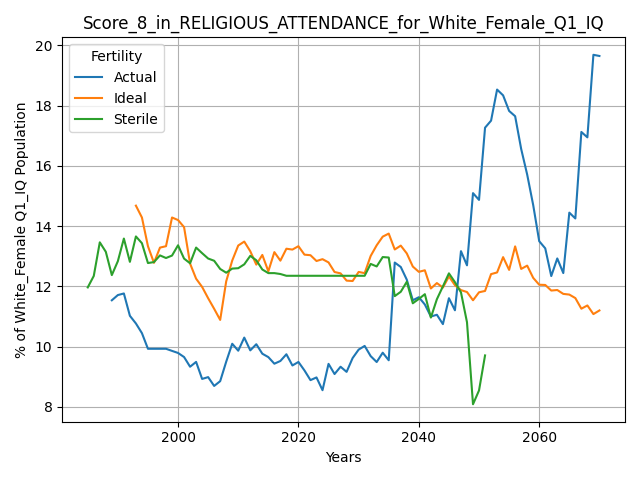 Score_8_in_RELIGIOUS_ATTENDANCE_for_White_Female_Q1_IQ
% of White_Female Q1_IQ Population
20
18
16
14
12
10
8
Fertility
Actual
Ideal
Sterile
2000
2020
2040
2060
Years